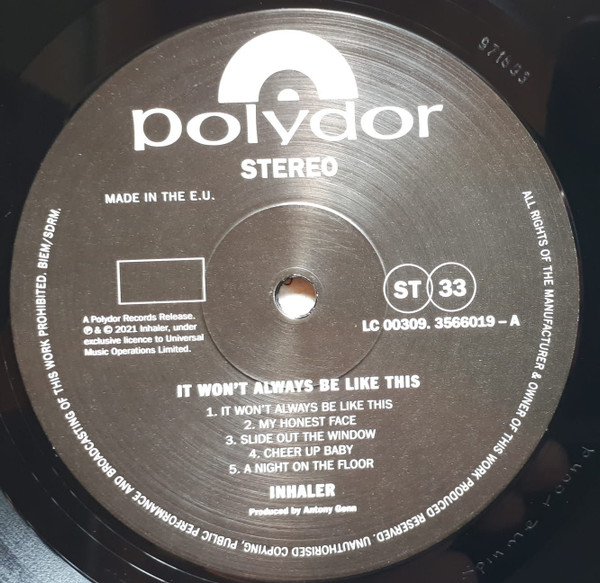 971533
polydor
STEREO
MADE IN THE E.U.
A Polydor Records Release.
℗ & © 2021 Inhaler, under
exclusive licence to Universal
Music Operations Limited.
ST 33
LC 00309. 3566019 – A
IT WON'T ALWAYS BE LIKE THIS
1. IT WON'T ALWAYS BE LIKE THIS
2. MY HONEST FACE
3. SLIDE OUT THE WINDOW
4. CHEER UP BABY
5. A NIGHT ON THE FLOOR
INHALER
Produced by Antony Genn
ALL RIGHTS OF THE MANUFACTURER & OWNER OF THIS WORK PRODUCED RESERVED. UNAUTHORISED COPYING, PUBLIC PERFORMANCE AND BROADCASTING OF THIS WORK PROHIBITED. BIEM/SDRM.
me round